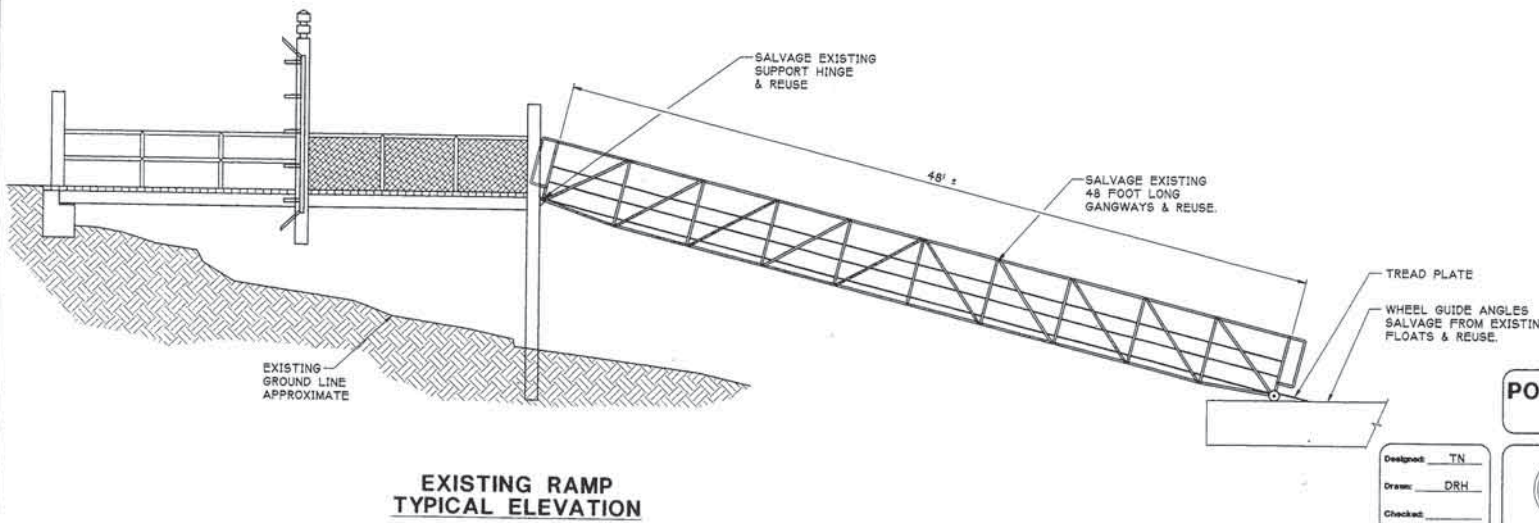 SALVAGE EXISTING
SUPPORT HINGE
& REUSE
48' ±
SALVAGE EXISTING
48 FOOT LONG
GANGWAYS & REUSE.
TREAD PLATE
WHEEL GUIDE ANGLES
SALVAGE FROM EXISTIN
FLOATS & REUSE.
EXISTING
GROUND LINE
APPROXIMATE
PO
EXISTING RAMP
TYPICAL ELEVATION
Designed: TN
Drawn: DRH
Checked: